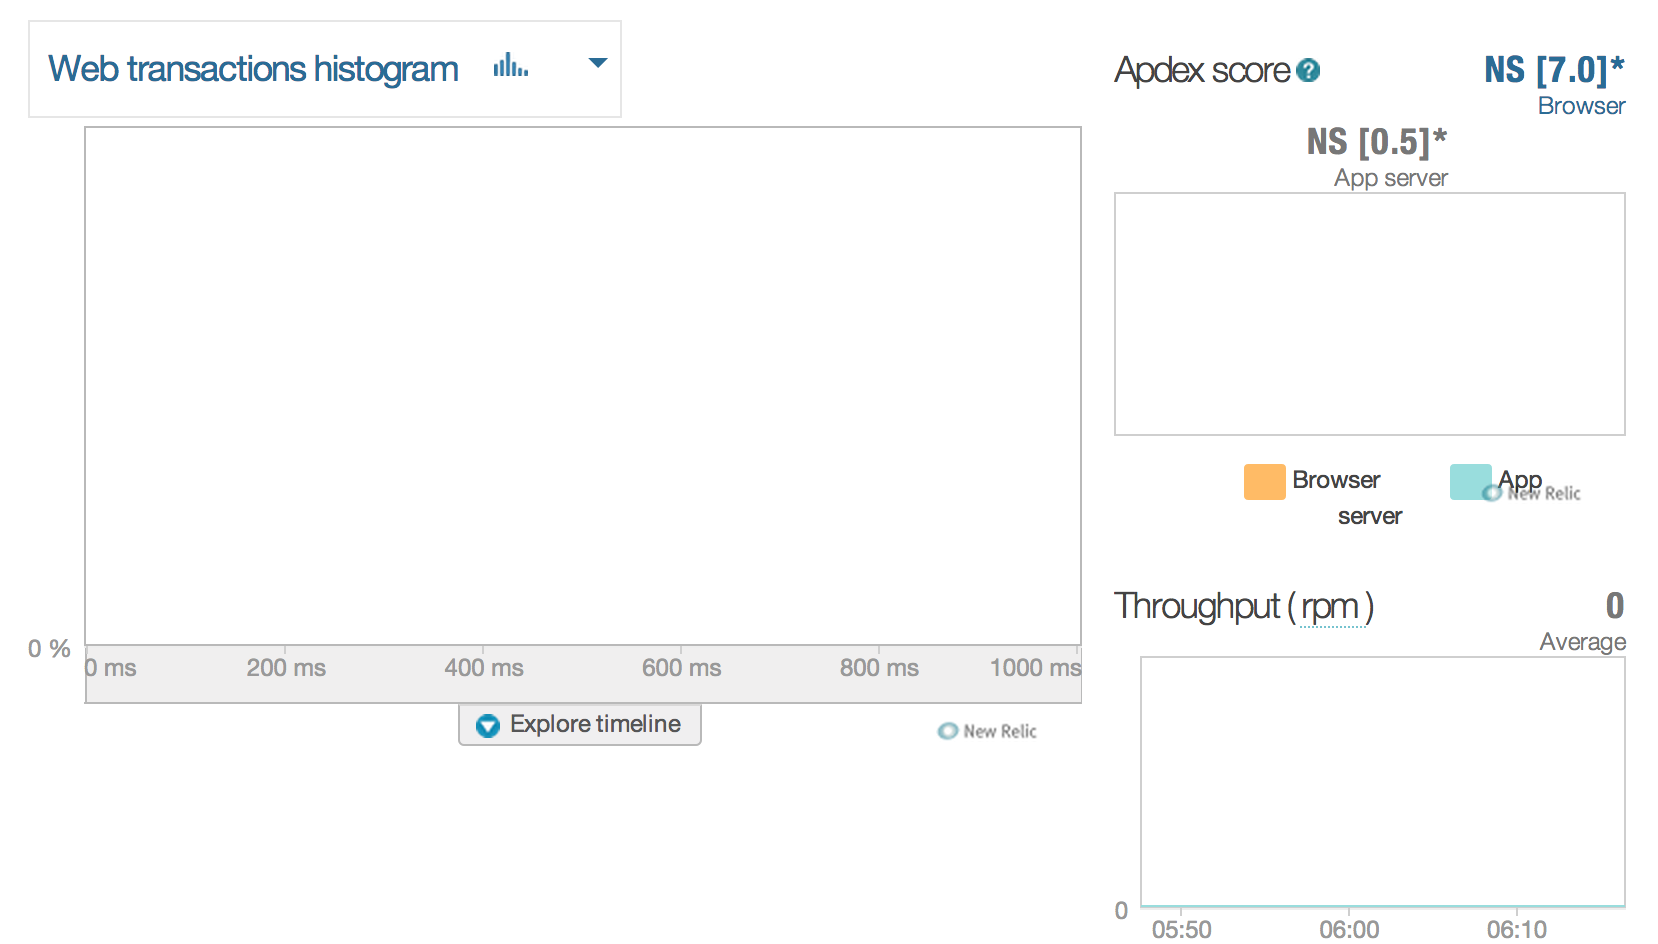 Web transactions histogram
0 %
0 ms 200 ms 400 ms 600 ms 800 ms 1000 ms
Explore timeline
New Relic
Apdex score ?
NS [7.0]*
Browser
NS [0.5]*
App server
Browser App
server
New Relic
Throughput ( rpm )
0
Average
0
05:50 06:00 06:10